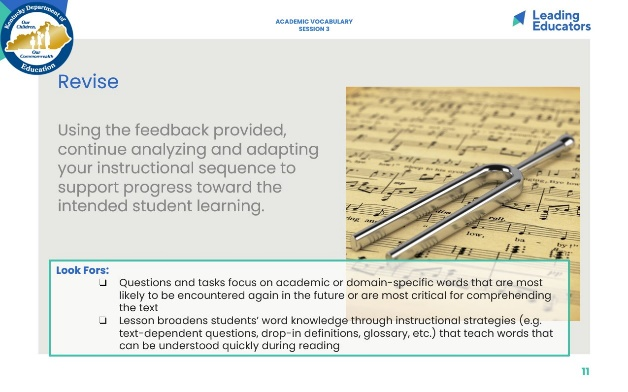 Kentucky Department of
Our
Children,
Our
Commonwealth
Education
ACADEMIC VOCABULARY
SESSION 3
Leading
Educators
Revise
Using the feedback provided,
continue analyzing and adapting
your instructional sequence to
support progress toward the
intended student learning.
Look Fors:
❑ Questions and tasks focus on academic or domain-specific words that are most
likely to be encountered again in the future or are most critical for comprehending
the text
❑ Lesson broadens students’ word knowledge through instructional strategies (e.g.
text-dependent questions, drop-in definitions, glossary, etc.) that teach words that
can be understood quickly during reading
11